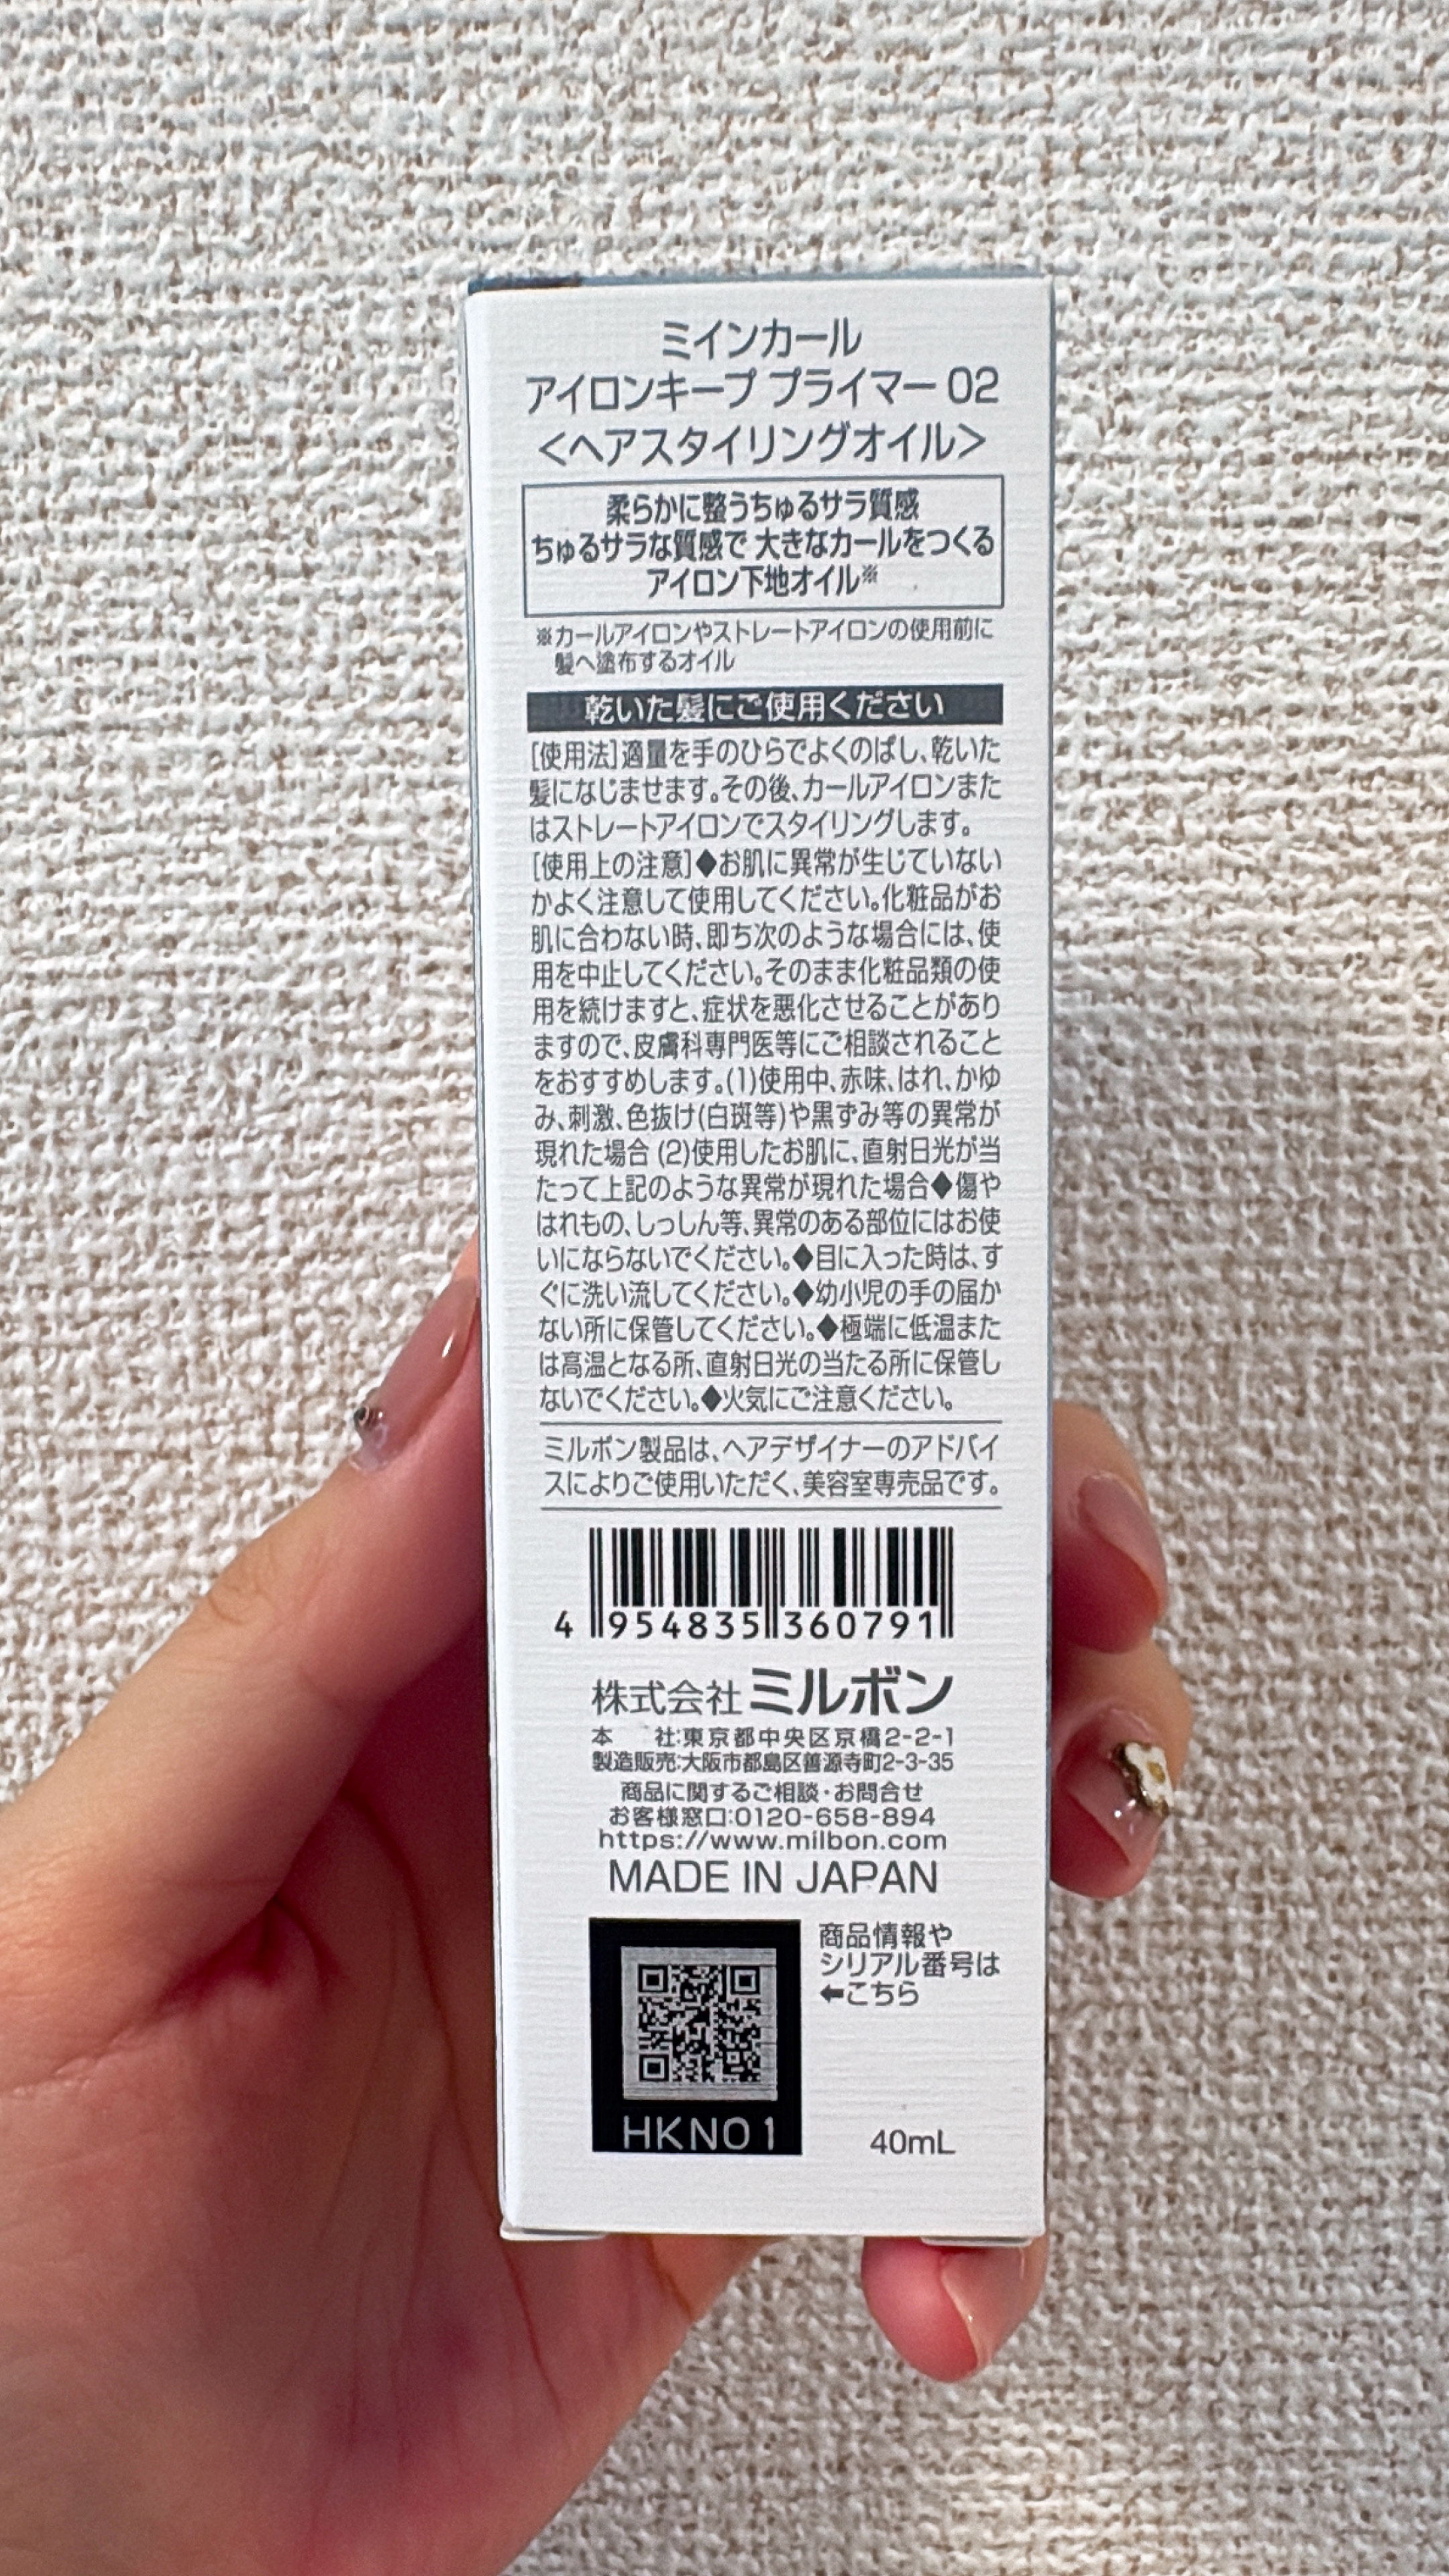 ミインカール
アイロンキープ プライマー 02
<ヘアスタイリングオイル>
柔らかに整うちゅるサラ質感
ちゅるサラな質感で 大きなカールをつくる
アイロン下地オイル※
※カールアイロンやストレートアイロンの使用前に
髪へ塗布するオイル
乾いた髪にご使用ください
[使用法]適量を手のひらでよくのばし、乾いた
髪になじませます。その後、カールアイロンまた
はストレートアイロンでスタイリングします。
[使用上の注意]◆お肌に異常が生じていない
かよく注意して使用してください。化粧品がお
肌に合わない時、即ち次のような場合には、使
用を中止してください。そのまま化粧品類の使
用を続けますと、症状を悪化させることがあり
ますので、皮膚科専門医等にご相談されること
をおすすめします。(1)使用中、赤味、はれ、かゆ
み、刺激、色抜け(白斑等)や黒ずみ等の異常が
現れた場合 (2)使用したお肌に、直射日光が当
たって上記のような異常が現れた場合◆傷や
はれもの、しっしん等、異常のある部位にはお使
いにならないでください。◆目に入った時は、す
ぐに洗い流してください。◆幼小児の手の届か
ない所に保管してください。◆極端に低温また
は高温となる所、直射日光の当たる所に保管し
ないでください。◆火気にご注意ください。
ミルボン製品は、ヘアデザイナーのアドバイ
スによりご使用いただく、美容室専売品です。
4 954835 360791
株式会社ミルボン
本 社:東京都中央区京橋2-2-1
製造販売:大阪市都島区善源寺町2-3-35
商品に関するご相談・お問合せ
お客様窓口:0120-658-894
https://www.milbon.com
MADE IN JAPAN
商品情報や
シリアル番号は
←こちら
HKN01
40mL